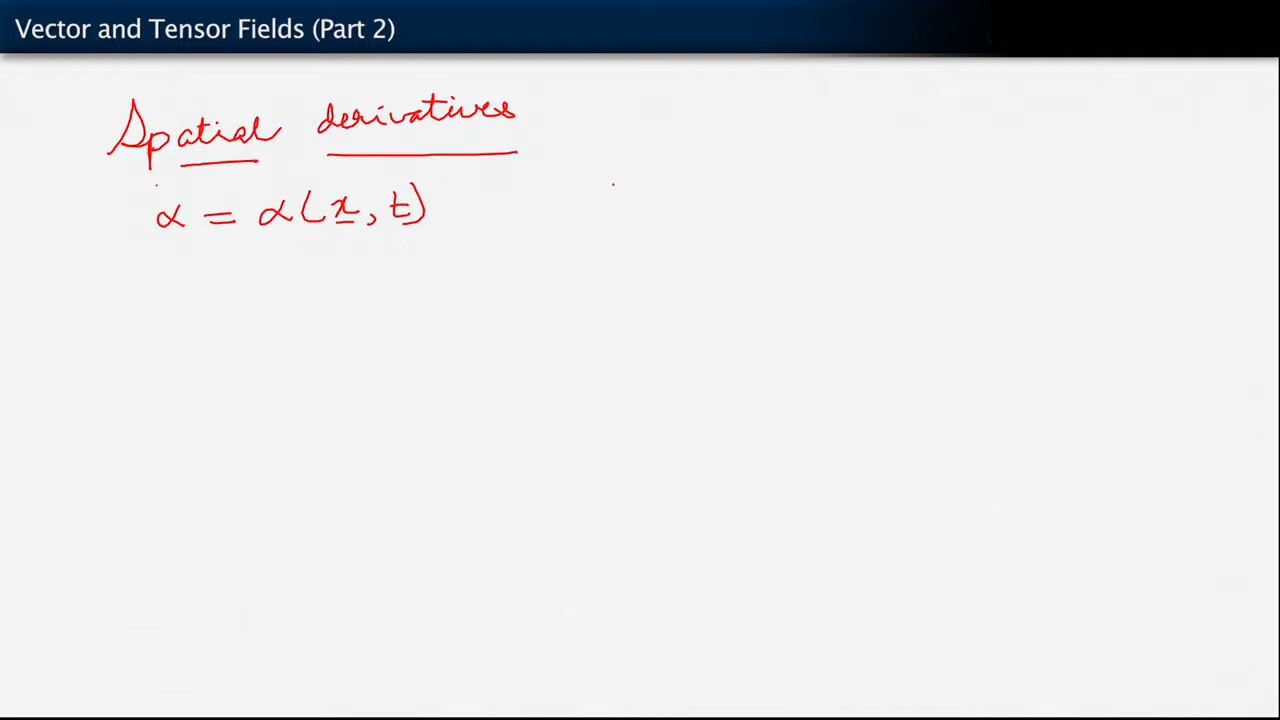 Vector and Tensor Fields (Part 2)
Spatial derivatives
α = α(x, t)